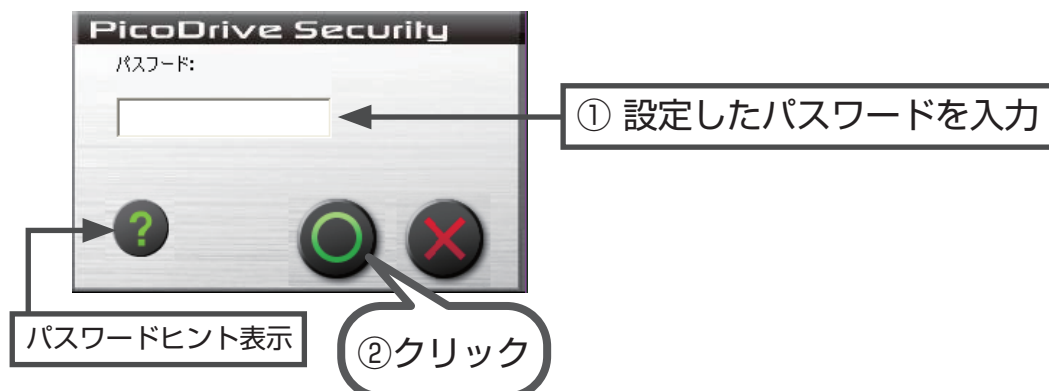 PicoDrive Security
パスワード:
① 設定したパスワードを入力
?
パスワードヒント表示
②クリック